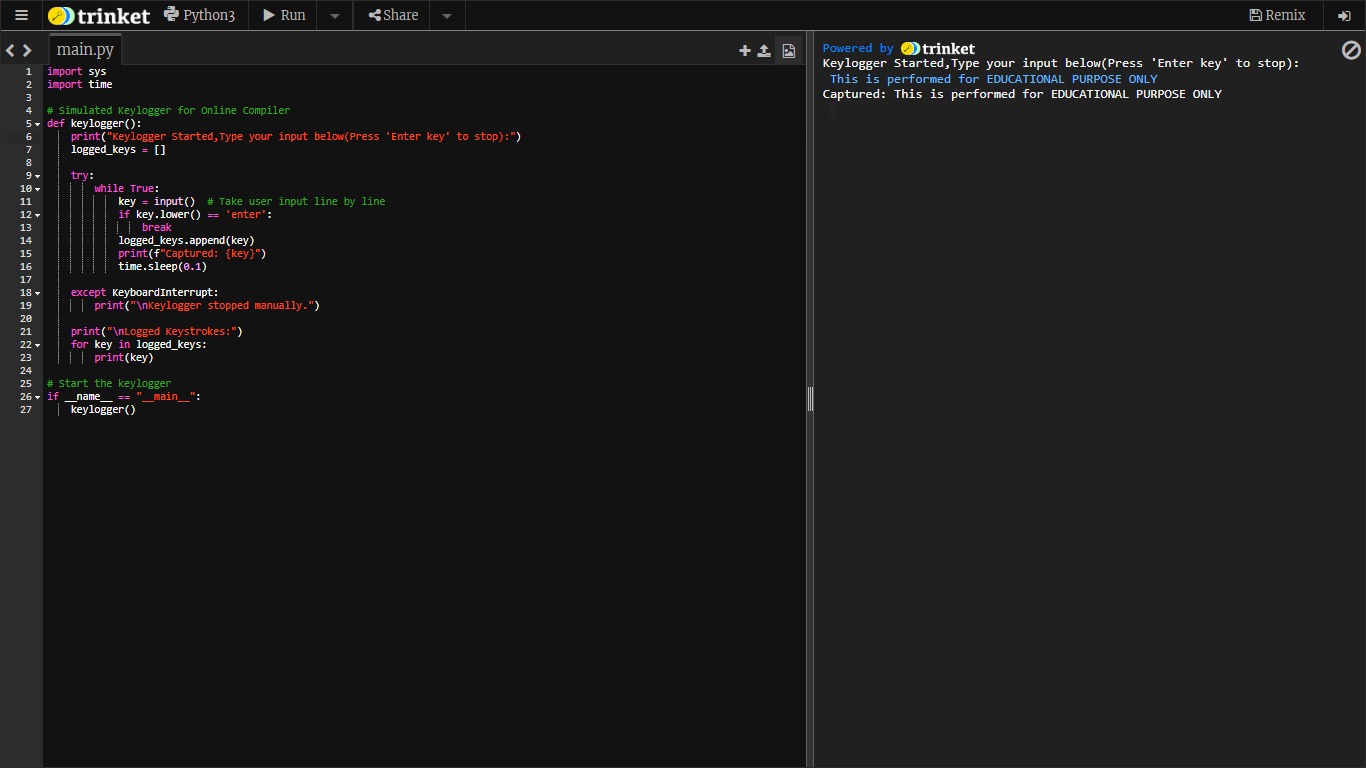 trinket Python3 Run Share Remix
main.py
1 import sys
2 import time
3
4 # Simulated Keylogger for Online Compiler
5 def keylogger():
6 print("Keylogger Started,Type your input below(Press 'Enter key' to stop):")
7 logged_keys = []
8
9 try:
10 while True:
11 key = input()  # Take user input line by line
12 if key.lower() == 'enter':
13 break
14 logged_keys.append(key)
15 print(f"Captured: {key}")
16 time.sleep(0.1)
17
18 except KeyboardInterrupt:
19 print("\nKeylogger stopped manually.")
20
21 print("\nLogged Keystrokes:")
22 for key in logged_keys:
23 print(key)
24
25 # Start the keylogger
26 if __name__ == "__main__":
27 keylogger()
Powered by trinket
Keylogger Started,Type your input below(Press 'Enter key' to stop):
This is performed for EDUCATIONAL PURPOSE ONLY
Captured: This is performed for EDUCATIONAL PURPOSE ONLY